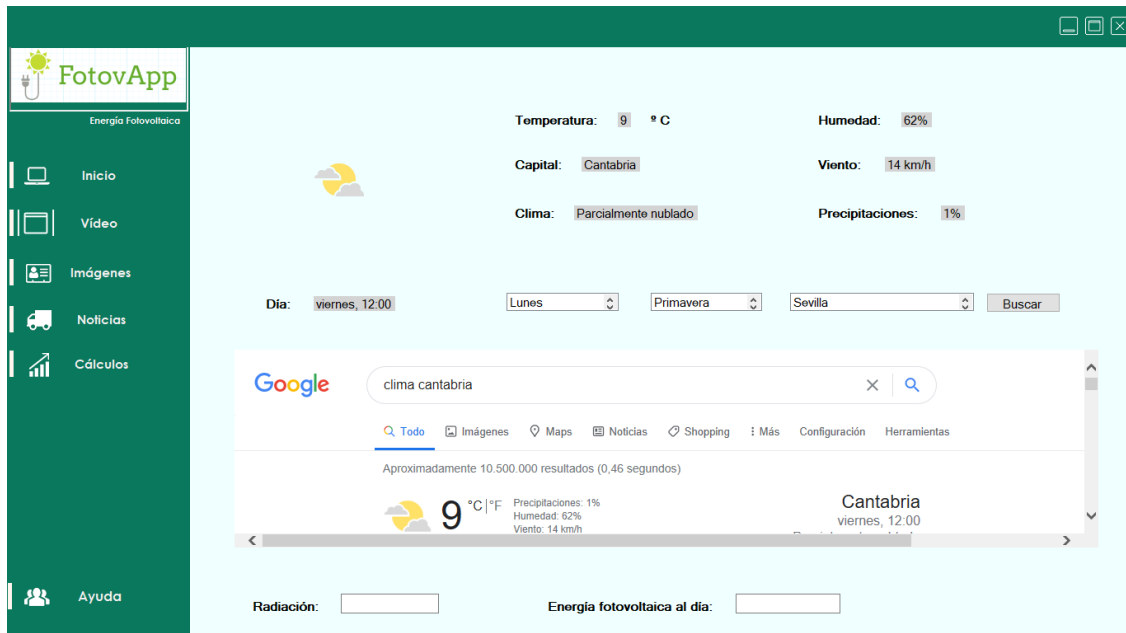 FotovApp
Energía Fotovoltaica
Inicio
Vídeo
Imágenes
Noticias
Cálculos
Ayuda
Temperatura: 9 º C Humedad: 62%
Capital: Cantabria Viento: 14 km/h
Clima: Parcialmente nublado Precipitaciones: 1%
Día: viernes, 12:00 Lunes Primavera Sevilla Buscar
Google clima cantabria
Todo Imágenes Maps Noticias Shopping Más Configuración Herramientas
Aproximadamente 10.500.000 resultados (0,46 segundos)
9 °C|°F
Precipitaciones: 1%
Humedad: 62%
Viento: 14 km/h
Cantabria
viernes, 12:00
Radiación: Energía fotovoltaica al día: